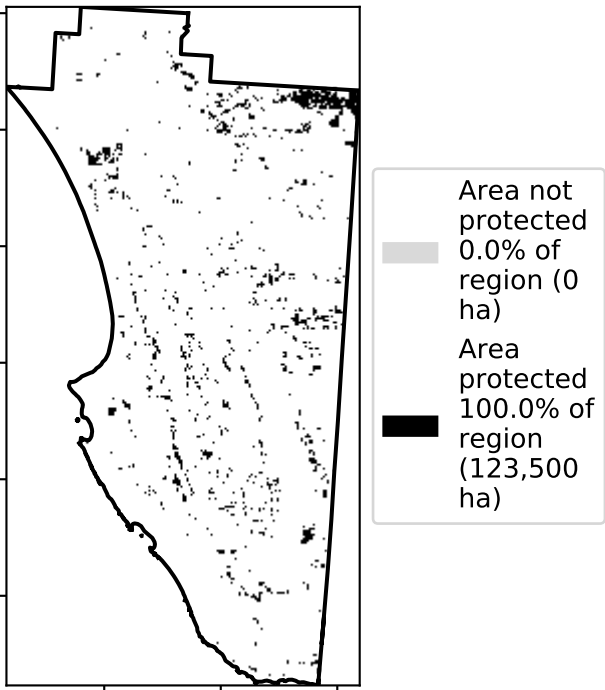 Area not
protected
0.0% of
region (0
ha)
Area
protected
100.0% of
region
(123,500
ha)